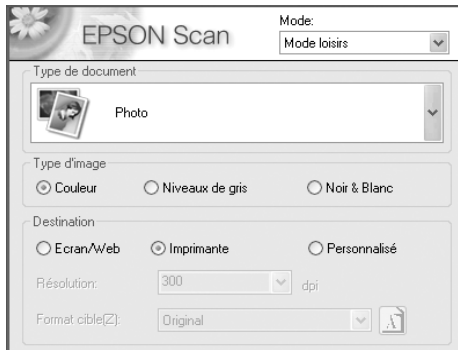 EPSON Scan
Mode:
Mode loisirs
Type de document
Photo
Type d'image
Couleur Niveaux de gris Noir & Blanc
Destination
Ecran/Web Imprimante Personnalisé
Résolution: 300 dpi
Format cible(Z): Original A